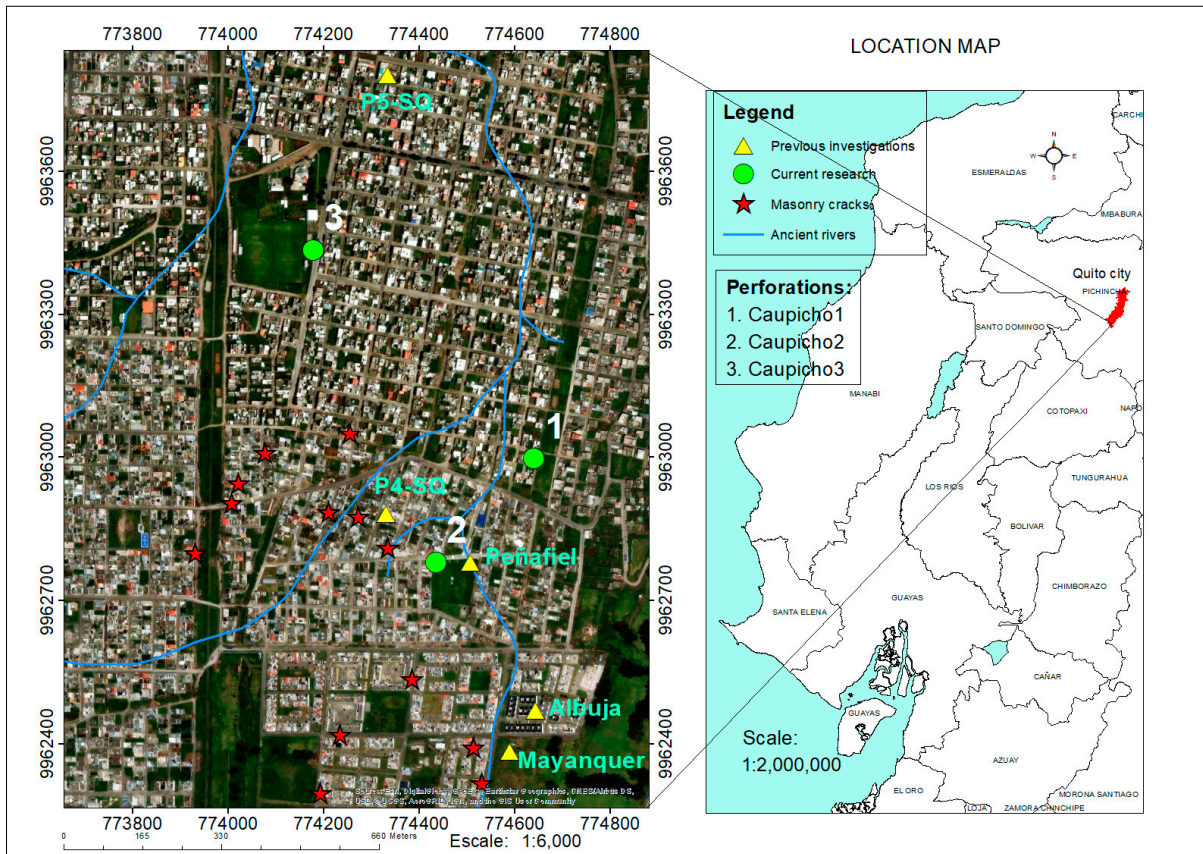 LOCATION MAP
773800 774000 774200 774400 774600 774800
9963600
9963300
9963000
9962700
9962400
P5-SQ
3
1
P4-SQ
2
Peñafiel
Albuja
Mayanquer
9963600
9963300
9963000
9962700
9962400
773800 774000 774200 774400 774600 774800
0 165 330 660 Meters
Escale: 1:6,000
Legend
Previous investigations
Current research
Masonry cracks
Ancient rivers
Perforations:
1. Caupicho1
2. Caupicho2
3. Caupicho3
N
W E
S
CARCHI
ESMERALDAS
IMBABURA
Quito city
PICHINCHA
SANTO DOMINGO
MANABI
COTOPAXI
NAPO
TUNGURAHUA
LOS RIOS
BOLIVAR
CHIMBORAZO
SANTA ELENA
GUAYAS
CAÑAR
GUAYAS
Scale:
1:2,000,000
AZUAY
EL ORO
MORONA SANTIAGO
LOJA
ZAMORA CHINCHIPE